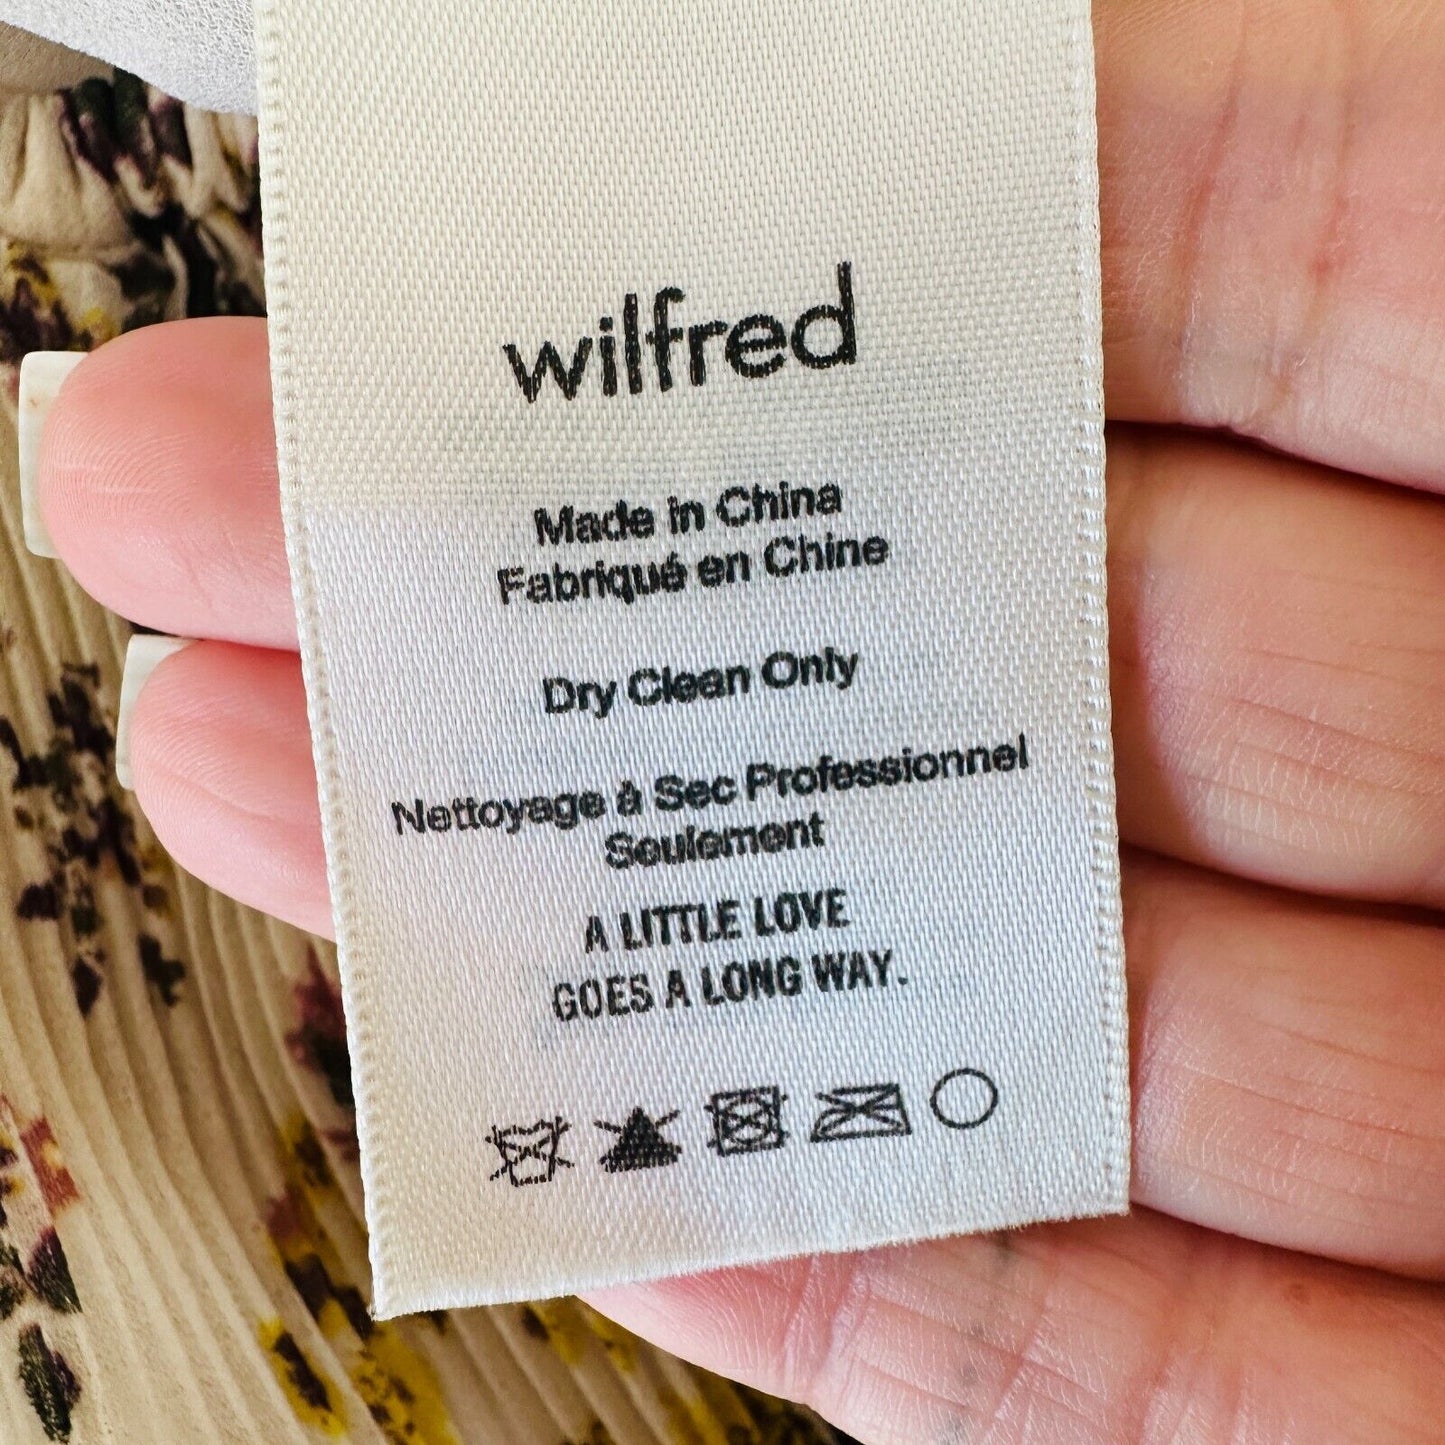 wilfred
Made in China
Fabriqué en Chine
Dry Clean Only
Nettoyage à Sec Professionnel
Seulement
A LITTLE LOVE
GOES A LONG WAY.